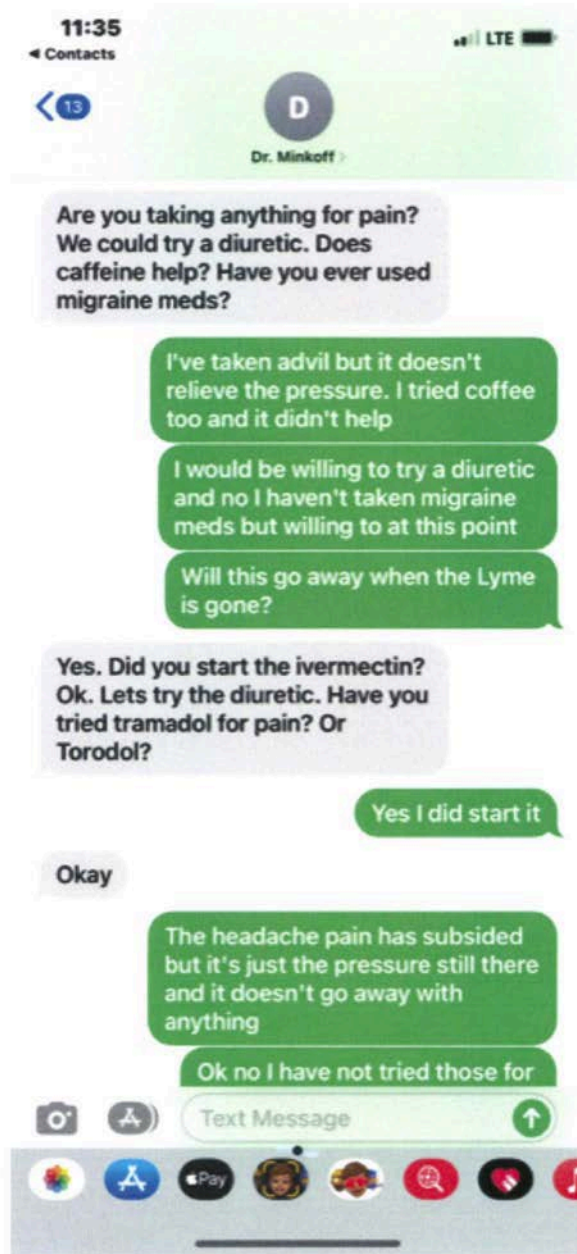 11:35
Contacts
LTE
13
D
Dr. Minkoff
Are you taking anything for pain?
We could try a diuretic. Does
caffeine help? Have you ever used
migraine meds?
I've taken advil but it doesn't
relieve the pressure. I tried coffee
too and it didn't help
I would be willing to try a diuretic
and no I haven't taken migraine
meds but willing to at this point
Will this go away when the Lyme
is gone?
Yes. Did you start the ivermectin?
Ok. Lets try the diuretic. Have you
tried tramadol for pain? Or
Torodol?
Yes I did start it
Okay
The headache pain has subsided
but it's just the pressure still there
and it doesn't go away with
anything
Ok no I have not tried those for
Text Message
Pay